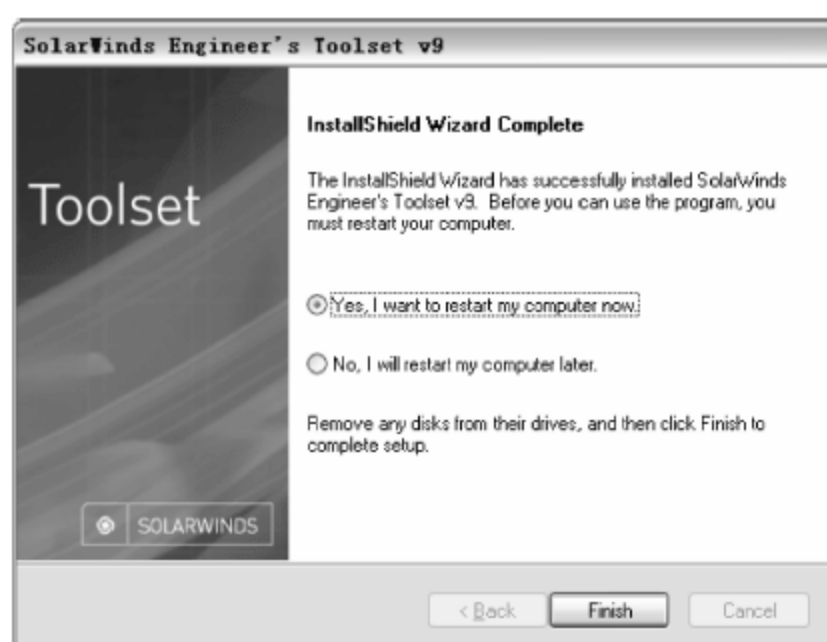 SolarWinds Engineer's Toolset v9
Toolset
InstallShield Wizard Complete
The InstallShield Wizard has successfully installed SolarWinds
Engineer's Toolset v9. Before you can use the program, you
must restart your computer.
Yes, I want to restart my computer now.
No, I will restart my computer later.
Remove any disks from their drives, and then click Finish to
complete setup.
SOLARWINDS
< Back
Finish
Cancel